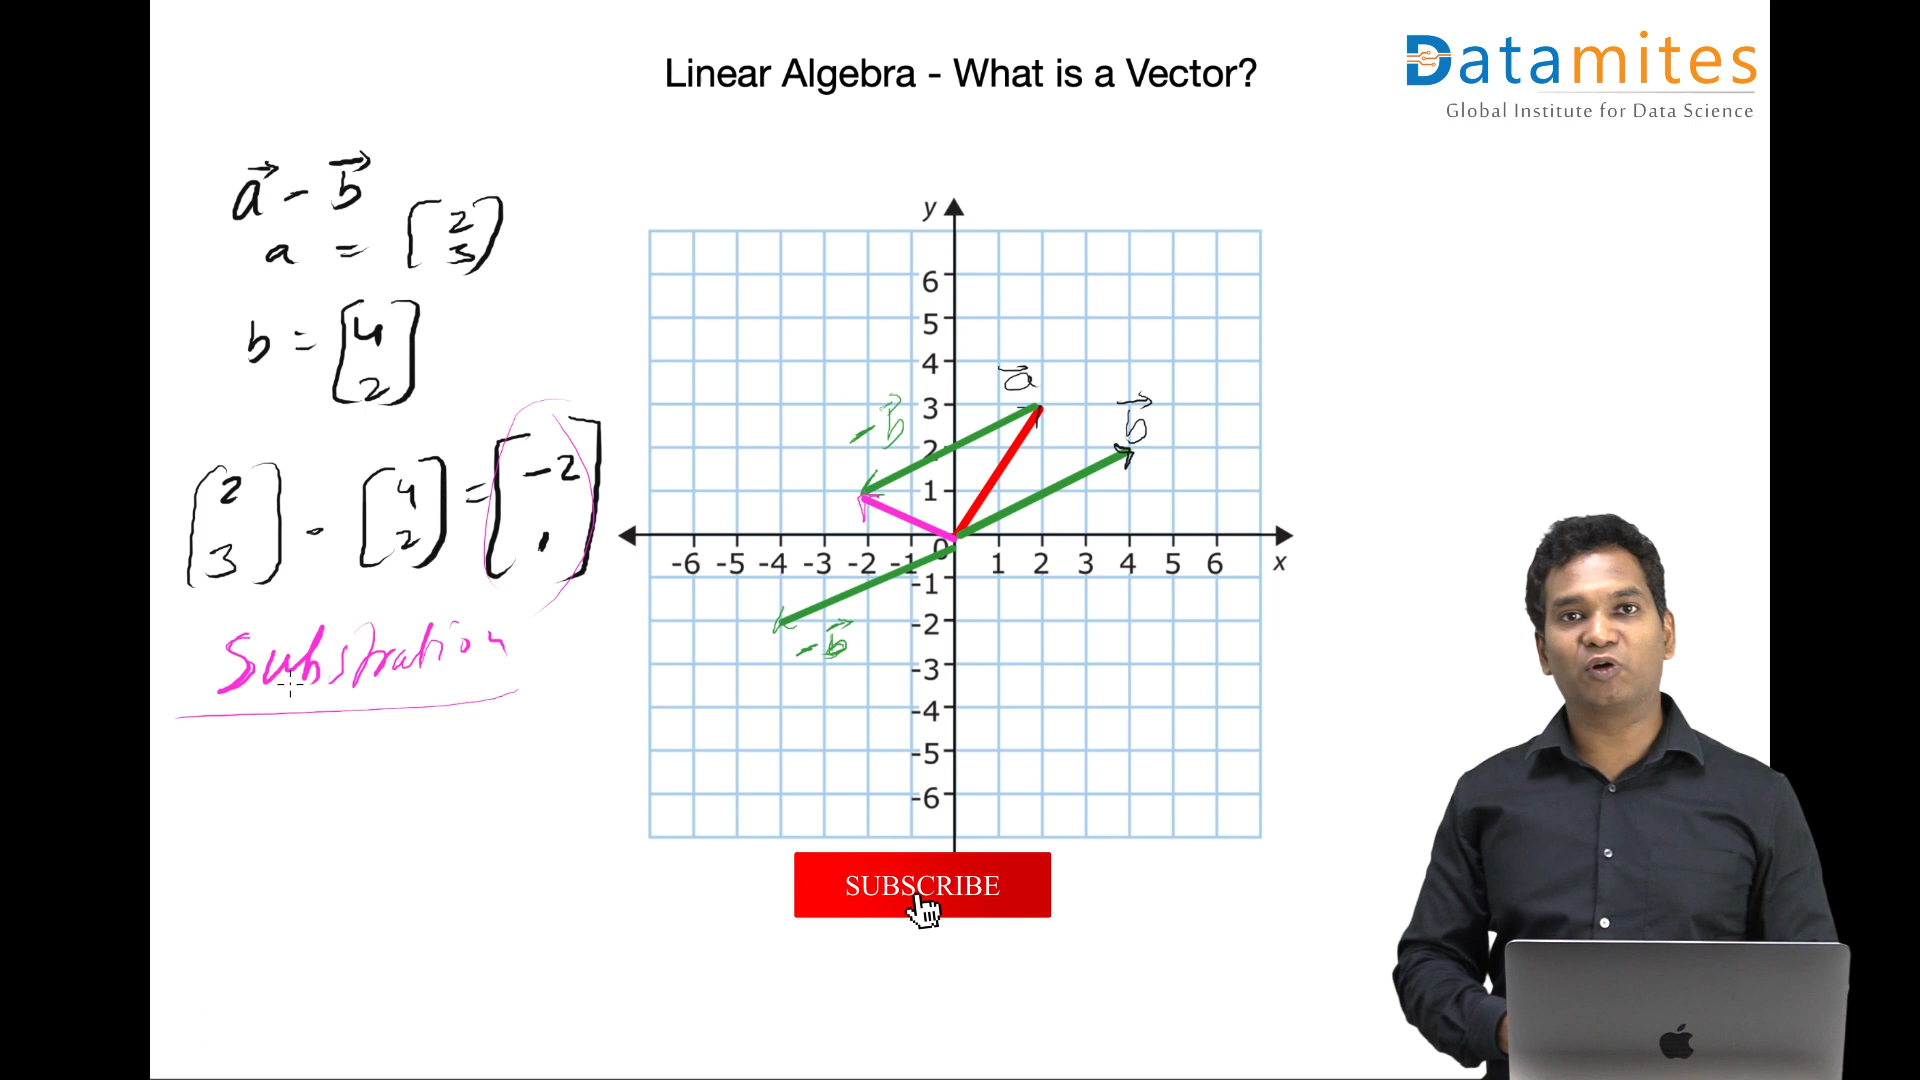 Linear Algebra - What is a Vector?
Datamites
Global Institute for Data Science
a - b
a = [2 3]
b = [4 2]
[2 3] - [4 2] = [-2 1]
Substration
y
6
5
4
3
2
1
0
-6 -5 -4 -3 -2 -1 1 2 3 4 5 6 x
-1
-2
-3
-4
-5
-6
a
b
-b
-b
SUBSCRIBE